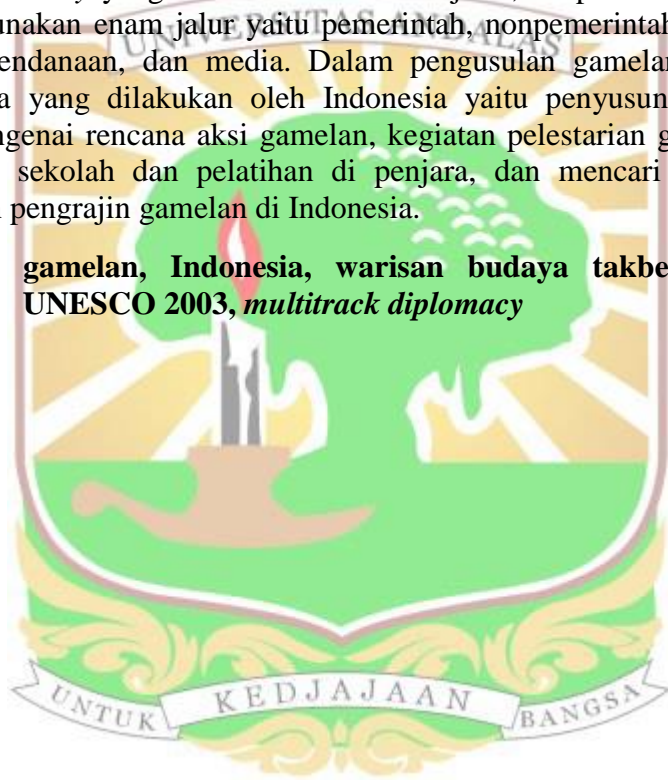 UNIVERSITAS ANDALAS
unakan enam jalur yaitu pemerintah, nonpemerintah
endanaan, dan media. Dalam pengusulan gamelan
a yang dilakukan oleh Indonesia yaitu penyusun
ngenai rencana aksi gamelan, kegiatan pelestarian g
sekolah dan pelatihan di penjara, dan mencari
pengrajin gamelan di Indonesia.
gamelan, Indonesia, warisan budaya takbe
UNESCO 2003, multitrack diplomacy
UNTUK KEDJAJAAN BANGSA